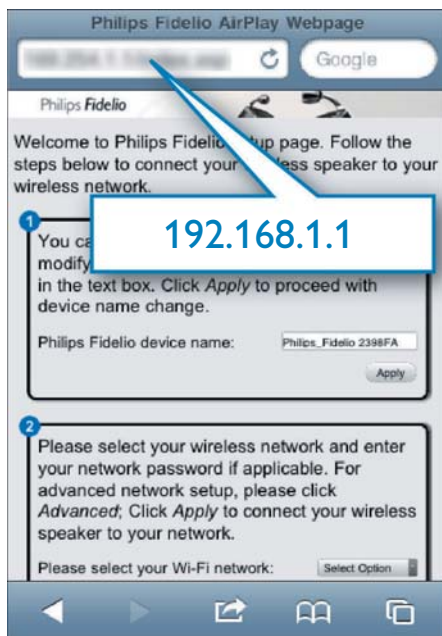 Philips Fidelio AirPlay Webpage
Google
Philips Fidelio
Welcome to Philips Fidelio setup page. Follow the
steps below to connect your wireless speaker to your
wireless network.
192.168.1.1
1
You ca
modify
in the text box. Click Apply to proceed with
device name change.
Philips Fidelio device name:
Philips_Fidelio 2398FA
Apply
2
Please select your wireless network and enter
your network password if applicable. For
advanced network setup, please click
Advanced; Click Apply to connect your wireless
speaker to your network.
Please select your Wi-Fi network:
Select Option